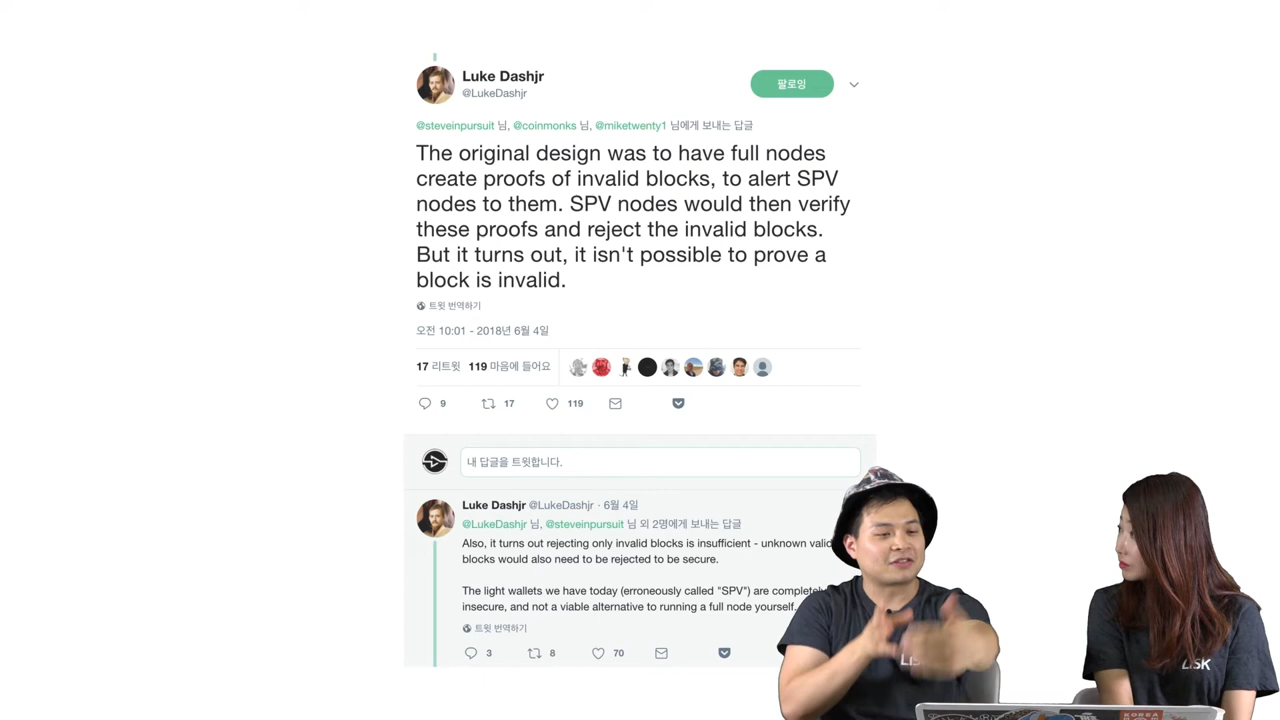 Luke Dashjr
@LukeDashjr
팔로잉
@steveinpursuit 님, @coinmonks 님, @miketwenty1 님에게 보내는 답글
The original design was to have full nodes
create proofs of invalid blocks, to alert SPV
nodes to them. SPV nodes would then verify
these proofs and reject the invalid blocks.
But it turns out, it isn't possible to prove a
block is invalid.
트윗 번역하기
오전 10:01 - 2018년 6월 4일
17 리트윗 119 마음에 들어요
9 17 119
내 답글을 트윗합니다.
Luke Dashjr @LukeDashjr · 6월 4일
@LukeDashjr 님, @steveinpursuit 님 외 2명에게 보내는 답글
Also, it turns out rejecting only invalid blocks is insufficient - unknown valid
blocks would also need to be rejected to be secure.
The light wallets we have today (erroneously called "SPV") are
insecure, and not a viable alternative to running a full node yourself.
트윗 번역하기
3 8 70
LISK
KOREA